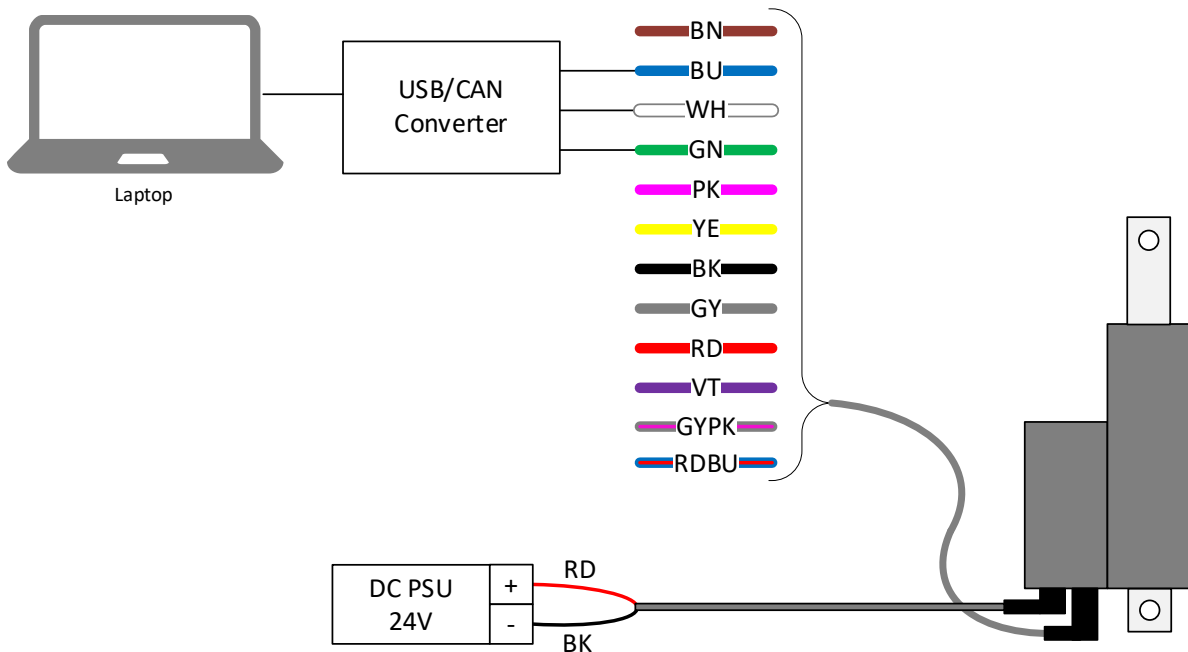 BN
BU
USB/CAN
Converter
WH
GN
Laptop
PK
YE
BK
GY
RD
VT
GYPK
RDBU
DC PSU
24V
+
-
RD
BK